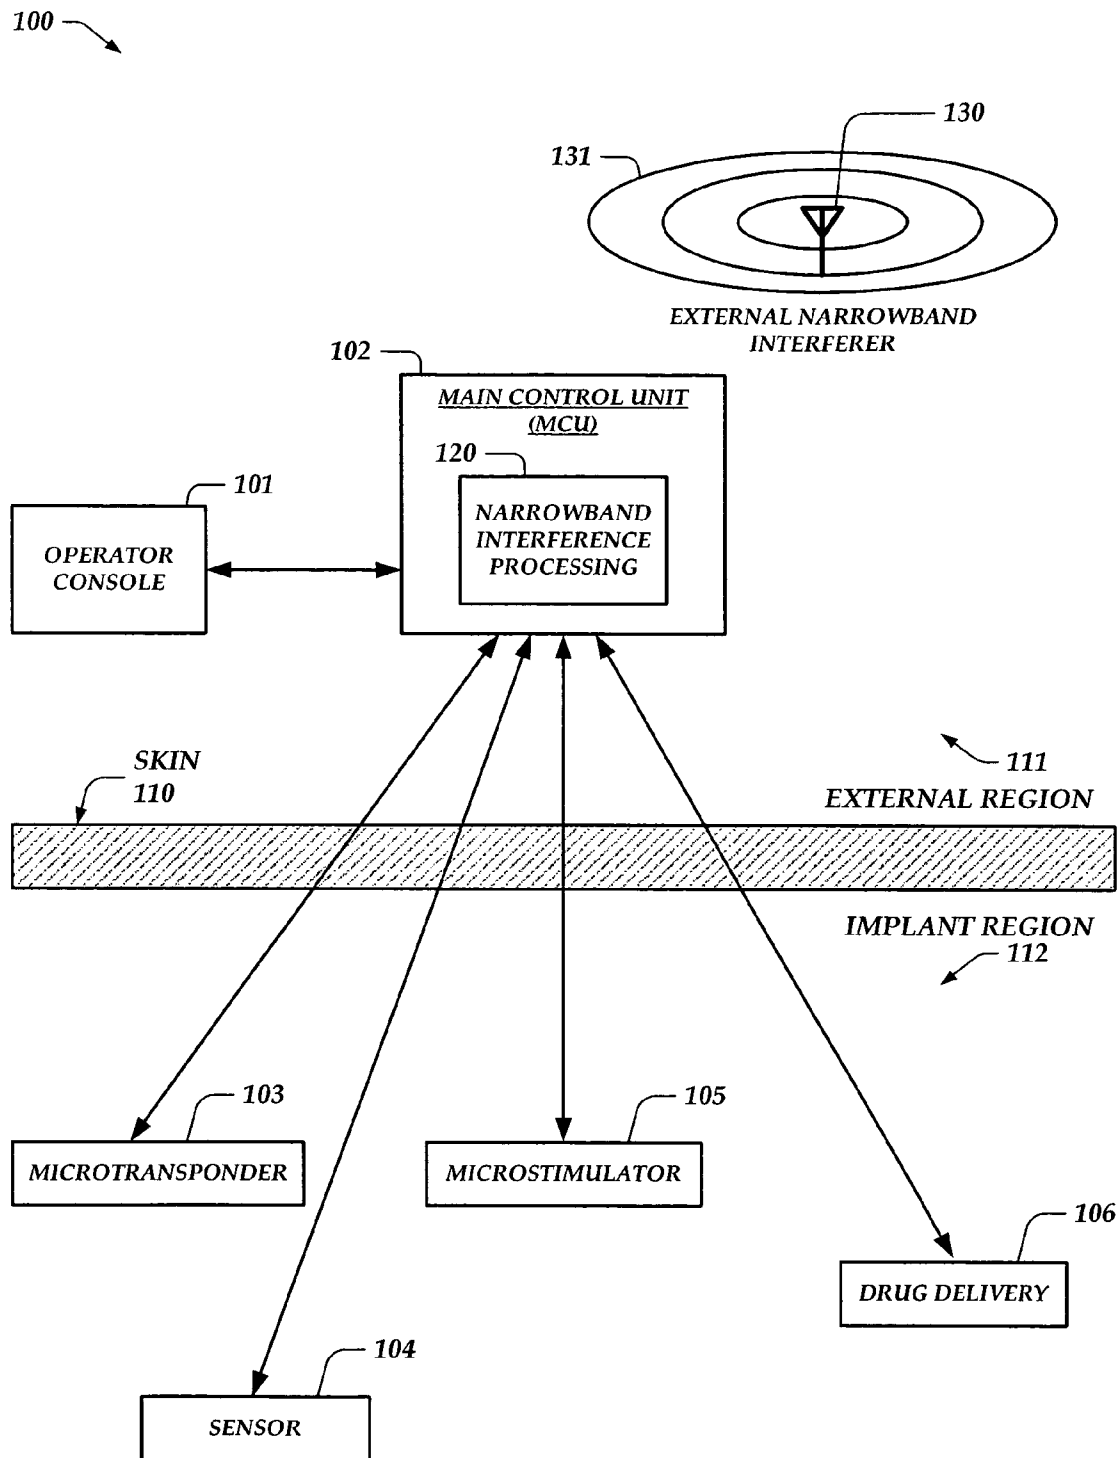 100
130
131
EXTERNAL NARROWBAND
INTERFERER
102
MAIN CONTROL UNIT
(MCU)
120
NARROWBAND
INTERFERENCE
PROCESSING
101
OPERATOR
CONSOLE
SKIN
110
111
EXTERNAL REGION
IMPLANT REGION
112
103
MICROTRANSPONDER
105
MICROSTIMULATOR
106
DRUG DELIVERY
104
SENSOR